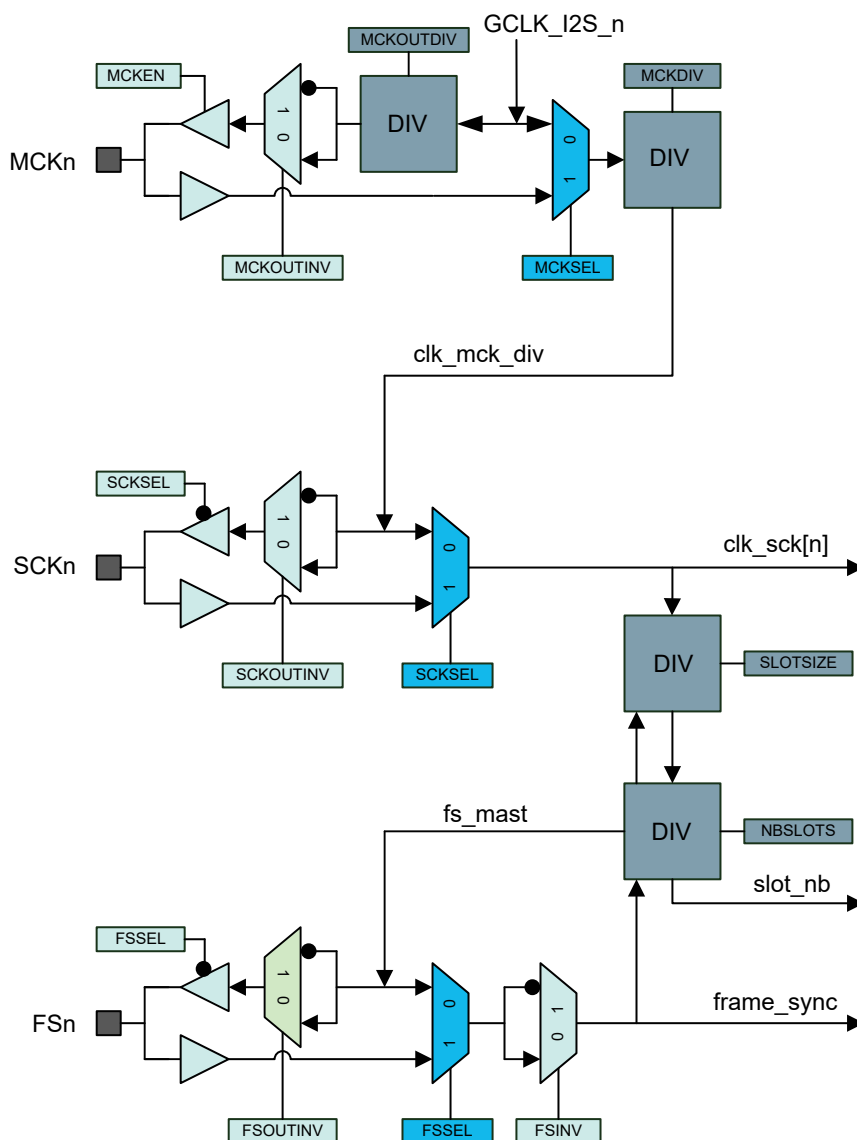 GCLK_I2S_n
MCKOUTDIV
MCKEN
MCKDIV
1
0
DIV
0
1
DIV
MCKn
MCKOUTINV
MCKSEL
clk_mck_div
SCKSEL
1
0
0
1
SCKn
clk_sck[n]
DIV
SLOTSIZE
SCKOUTINV
SCKSEL
fs_mast
DIV
NBSLOTS
slot_nb
FSSEL
1
0
0
1
1
0
FSn
frame_sync
FSOUTINV
FSSEL
FSINV